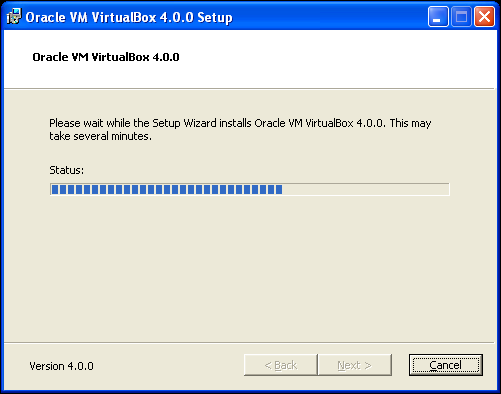 Oracle VM VirtualBox 4.0.0 Setup
Oracle VM VirtualBox 4.0.0
Please wait while the Setup Wizard installs Oracle VM VirtualBox 4.0.0. This may
take several minutes.
Status:
Version 4.0.0
< Back
Next >
Cancel